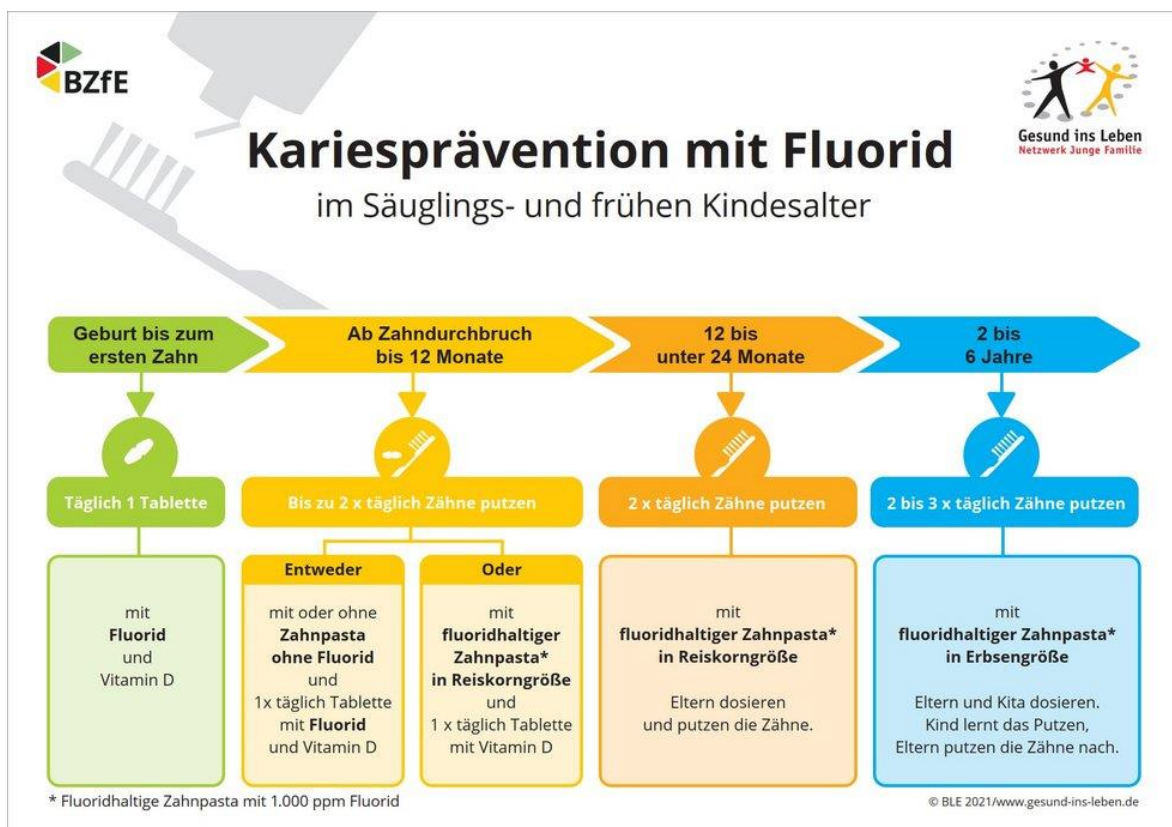 BZfE
Gesund ins Leben
Netzwerk Junge Familie
Kariesprävention mit Fluorid
im Säuglings- und frühen Kindesalter
Geburt bis zum
ersten Zahn
Ab Zahndurchbruch
bis 12 Monate
12 bis
unter 24 Monate
2 bis
6 Jahre
Täglich 1 Tablette
Bis zu 2 x täglich Zähne putzen
2 x täglich Zähne putzen
2 bis 3 x täglich Zähne putzen
mit
Fluorid
und
Vitamin D
Entweder
mit oder ohne
Zahnpasta
ohne Fluorid
und
1x täglich Tablette
mit Fluorid
und Vitamin D
Oder
mit
fluoridhaltiger
Zahnpasta*
in Reiskorngröße
und
1 x täglich Tablette
mit Vitamin D
mit
fluoridhaltiger Zahnpasta*
in Reiskorngröße
Eltern dosieren
und putzen die Zähne.
mit
fluoridhaltiger Zahnpasta*
in Erbsengröße
Eltern und Kita dosieren.
Kind lernt das Putzen,
Eltern putzen die Zähne nach.
* Fluoridhaltige Zahnpasta mit 1.000 ppm Fluorid
© BLE 2021/www.gesund-ins-leben.de